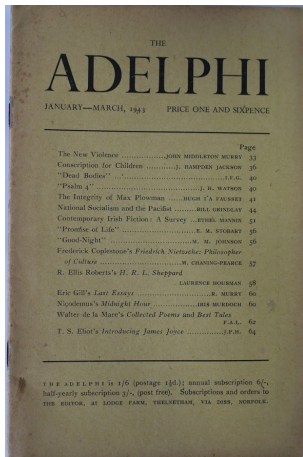 THE
ADELPHI
JANUARY—MARCH, 1943 PRICE ONE AND SIXPENCE
Page
The New Violence JOHN MIDDLETON MURRY 33
Conscription for Children J. HAMPDEN JACKSON 36
"Dead Bodies" J.F.G. 40
"Psalm 4" J. R. WATSON 40
The Integrity of Max Plowman HUGH I'A FAUSSET 41
National Socialism and the Pacifist BILL GRINDLAY 44
Contemporary Irish Fiction: A Survey ETHEL MANNIN 51
"Promise of Life" E. M. STOBART 56
"Good-Night" M. M. JOHNSON 56
Frederick Coplestone's Friedrich Nietzsche: Philosopher
of Culture M. CHANING-PEARCE 57
R. Ellis Roberts's H. R. L. Sheppard
LAURENCE HOUSMAN 58
Eric Gill's Last Essays R. MURRY 60
Nicodemus's Midnight Hour IRIS MURDOCH 60
Walter de la Mare's Collected Poems and Best Tales
F.A.L. 62
T. S. Eliot's Introducing James Joyce J.P.H. 64
THE ADELPHI is 1/6 (postage 1½d.); annual subscription 6/-,
half-yearly subscription 3/-, (post free). Subscriptions and orders to
THE EDITOR, at LODGE FARM, THELNETHAM, VIA DISS, NORFOLK.